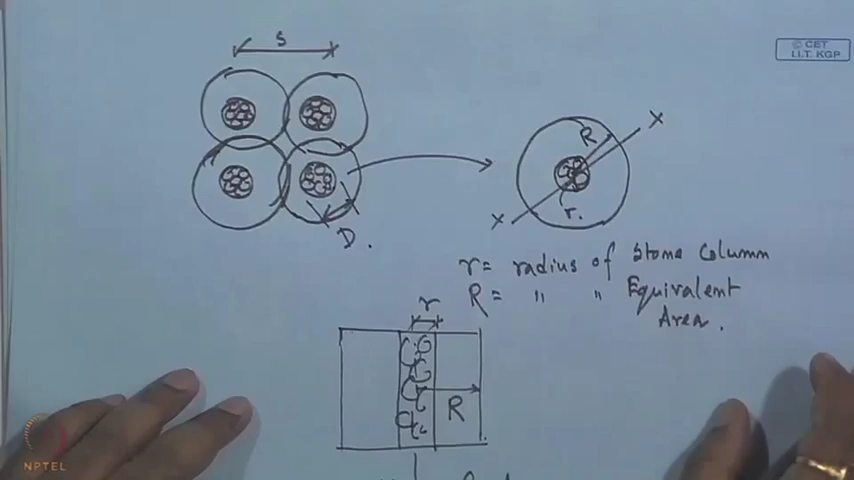 © CET
I.I.T. KGP
S
R
X
X
r.
D.
r = radius of Stone Column
R = " " Equivalent
Area.
r
R
NPTEL